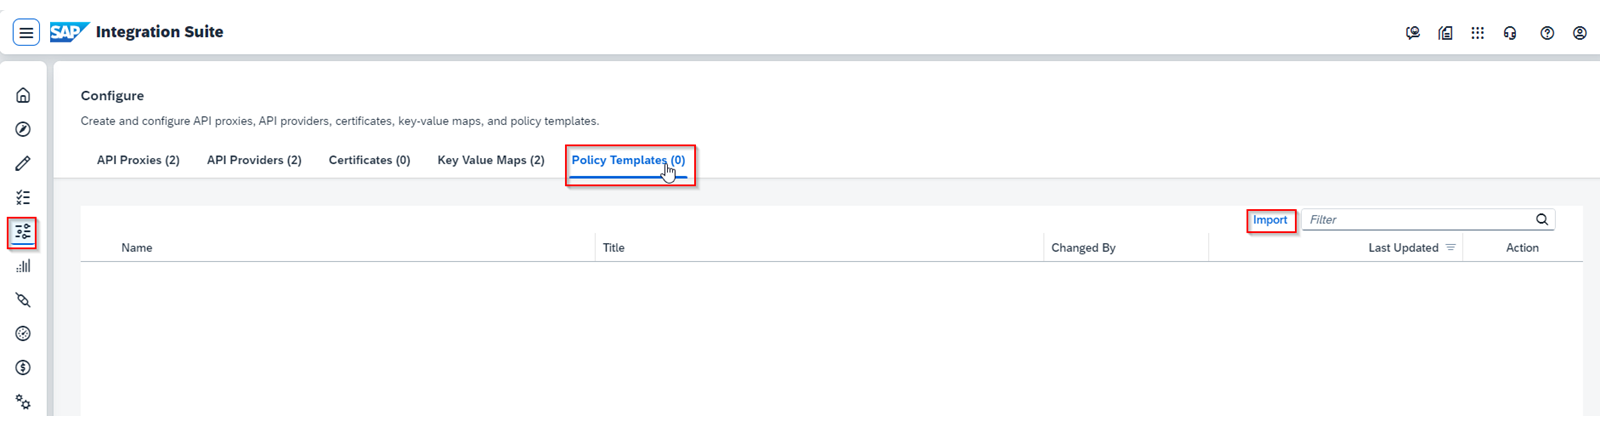 SAP Integration Suite
Configure
Create and configure API proxies, API providers, certificates, key-value maps, and policy templates.
API Proxies (2) API Providers (2) Certificates (0) Key Value Maps (2) Policy Templates (0)
Import Filter
Name Title Changed By Last Updated Action